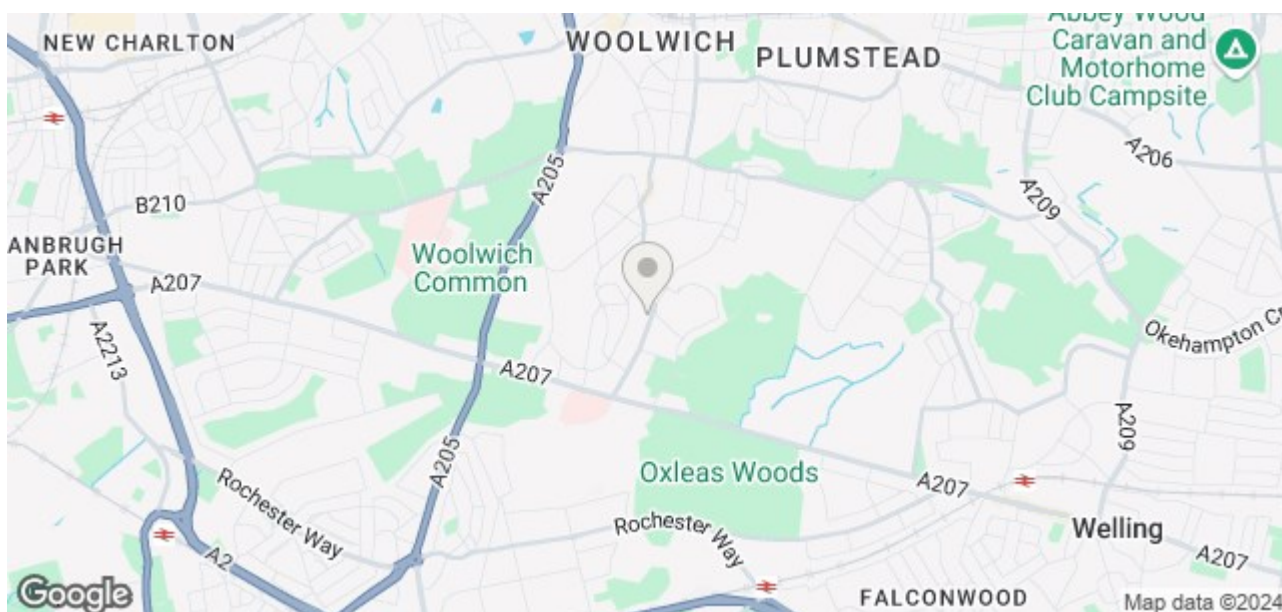 NEW CHARLTON
WOOLWICH
PLUMSTEAD
Abbey Wood
Caravan and
Motorhome
Club Campsite
A206
A205
A209
B210
ANBRUGH
PARK
Woolwich
Common
A207
A2213
Okehampton Cr
A207
A209
A205
Oxleas Woods
A207
Rochester Way
Rochester Way
Welling
A207
A2
FALCONWOOD
Google
Map data ©2024